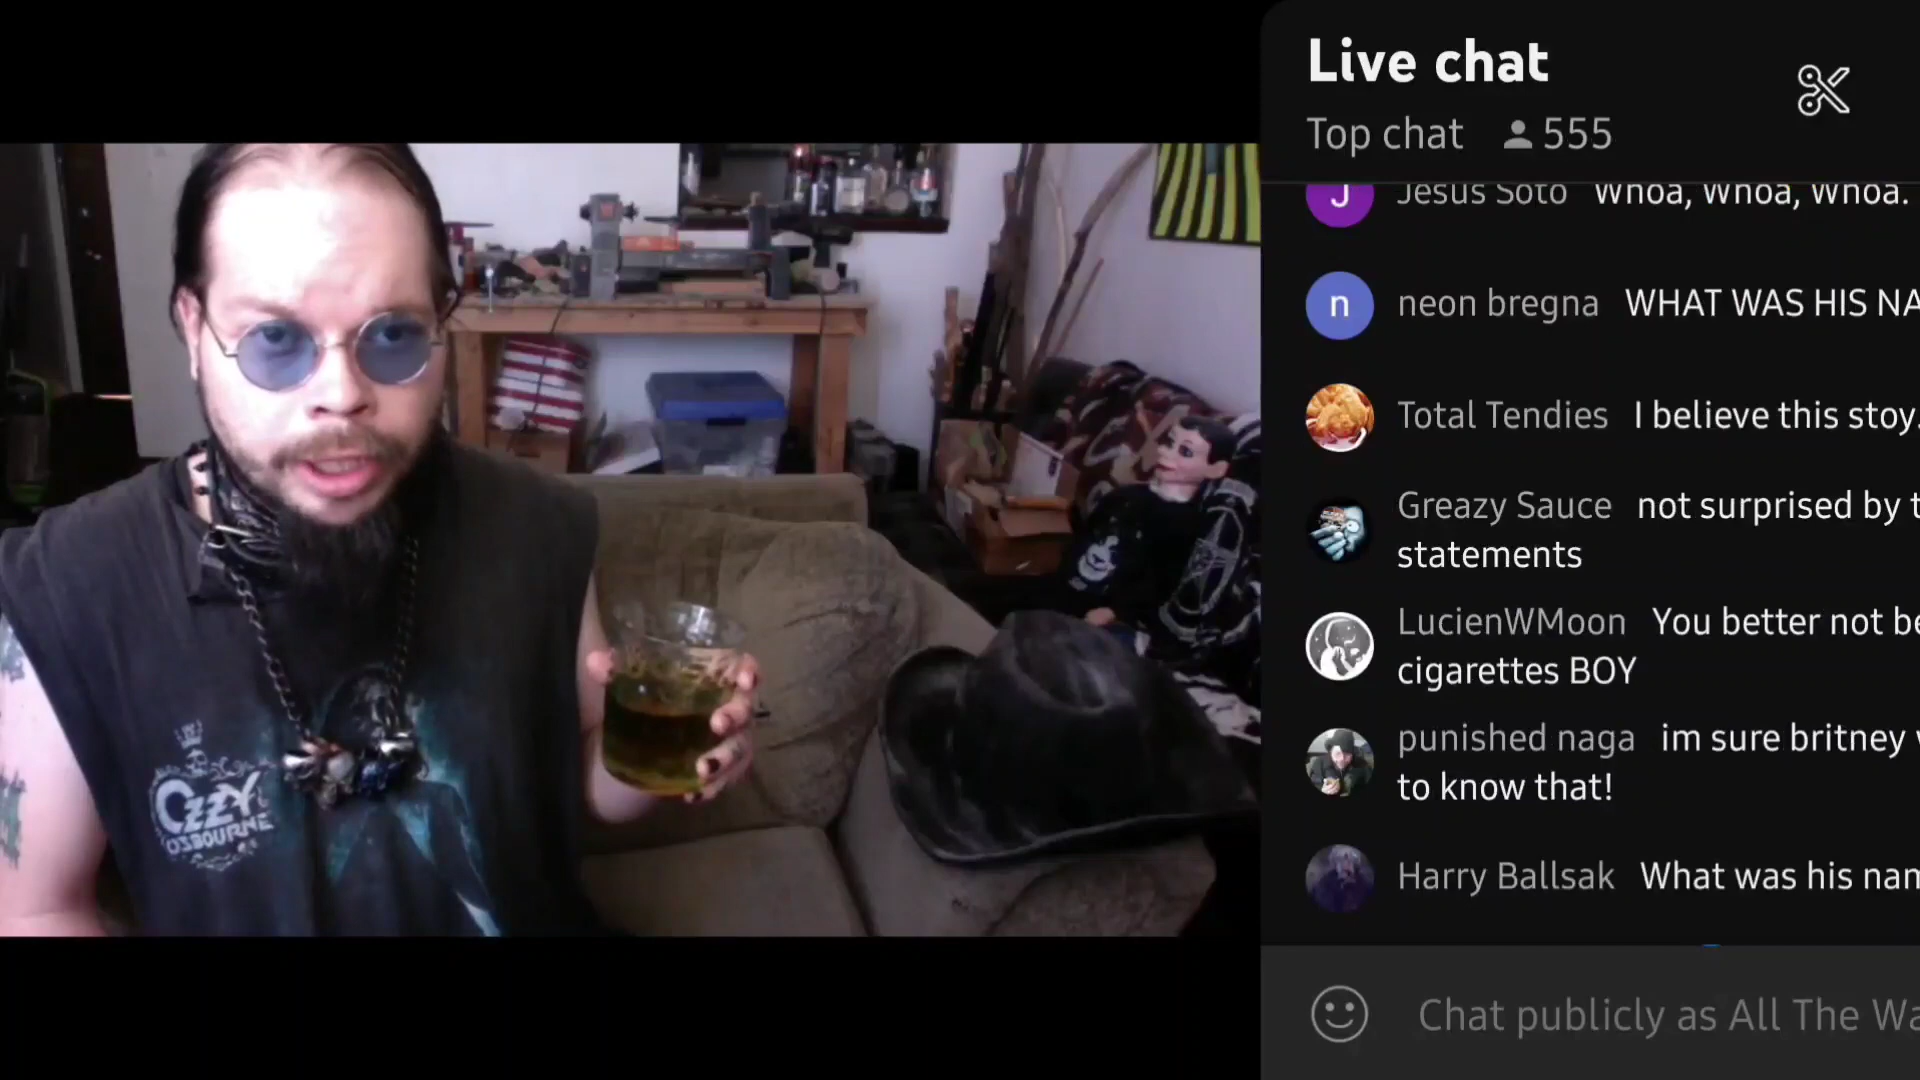 Live chat
Top chat 555
J Jesus Soto Whoa, Whoa, Whoa.
n neon bregna WHAT WAS HIS NA
Total Tendies I believe this stoy.
Greazy Sauce not surprised by t
statements
LucienWMoon You better not be
cigarettes BOY
punished naga im sure britney w
to know that!
Harry Ballsak What was his nam
Chat publicly as All The Wa
OZZY
OSBOURNE